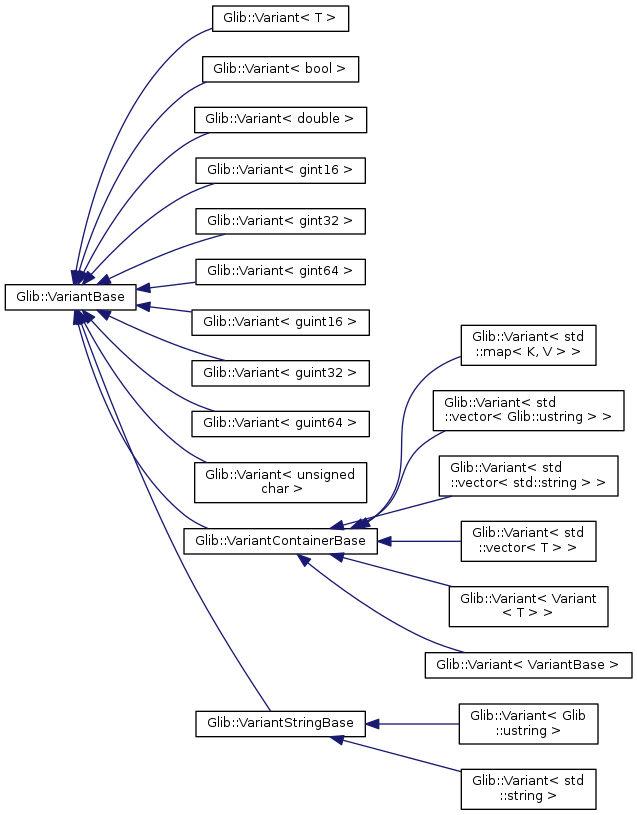 Glib::Variant< T >
Glib::Variant< bool >
Glib::Variant< double >
Glib::Variant< gint16 >
Glib::Variant< gint32 >
Glib::Variant< gint64 >
Glib::VariantBase
Glib::Variant< guint16 >
Glib::Variant< std
::map< K, V > >
Glib::Variant< guint32 >
Glib::Variant< std
::vector< Glib::ustring > >
Glib::Variant< guint64 >
Glib::Variant< std
::vector< std::string > >
Glib::Variant< unsigned
char >
Glib::VariantContainerBase
Glib::Variant< std
::vector< T > >
Glib::Variant< Variant
< T > >
Glib::Variant< VariantBase >
Glib::VariantStringBase
Glib::Variant< Glib
::ustring >
Glib::Variant< std
::string >